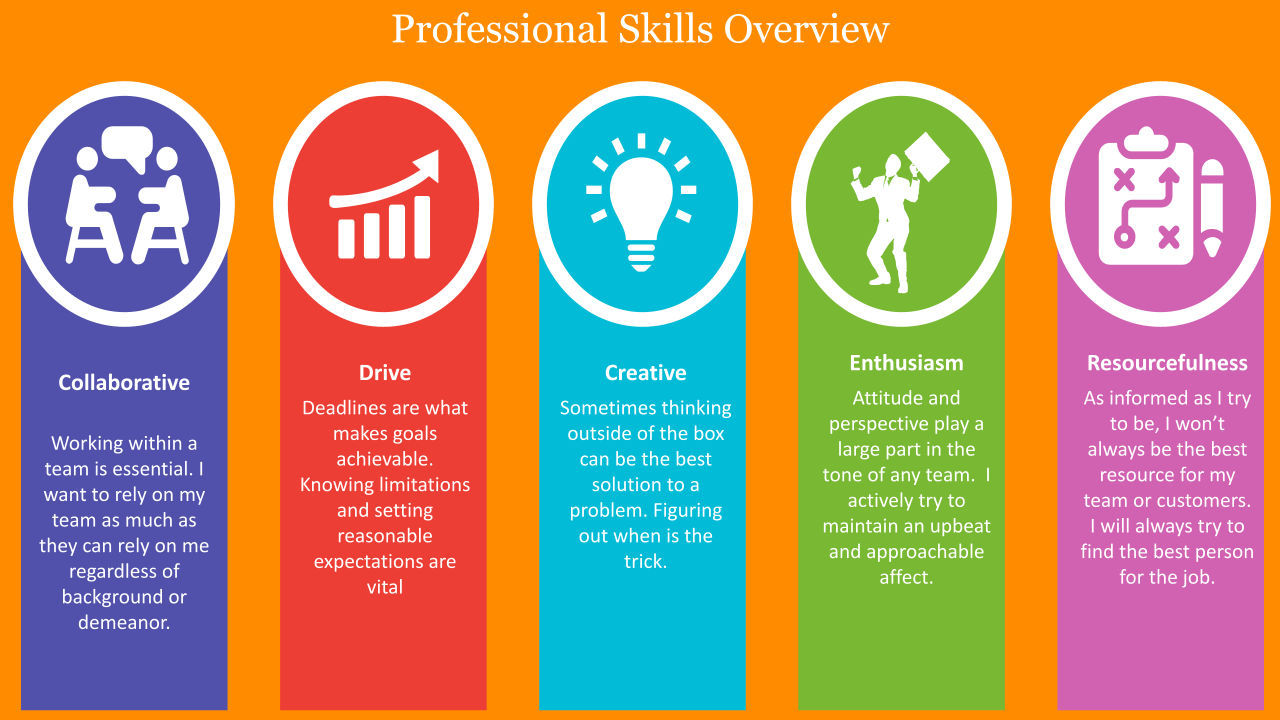 Professional Skills Overview
Collaborative
Working within a
team is essential. I
want to rely on my
team as much as
they can rely on me
regardless of
background or
demeanor.
Drive
Deadlines are what
makes goals
achievable.
Knowing limitations
and setting
reasonable
expectations are
vital
Creative
Sometimes thinking
outside of the box
can be the best
solution to a
problem. Figuring
out when is the
trick.
Enthusiasm
Attitude and
perspective play a
large part in the
tone of any team.  I
actively try to
maintain an upbeat
and approachable
affect.
Resourcefulness
As informed as I try
to be, I won’t
always be the best
resource for my
team or customers.
I will always try to
find the best person
for the job.